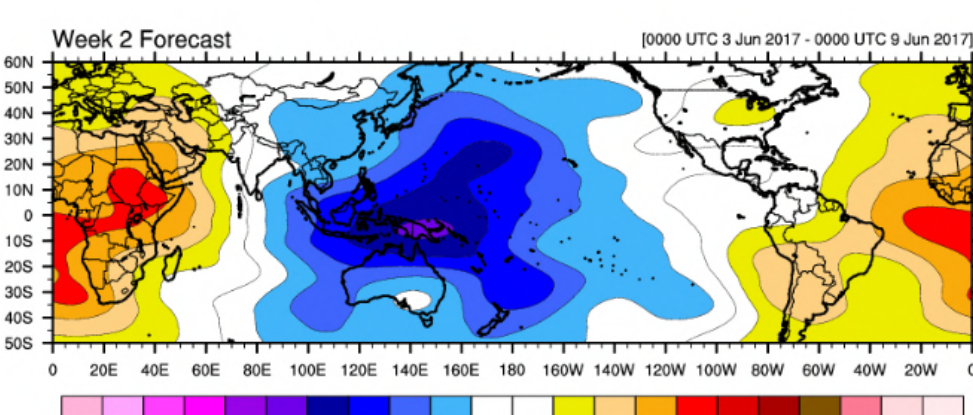 Week 2 Forecast
[0000 UTC 3 Jun 2017 - 0000 UTC 9 Jun 2017]
60N
50N
40N
30N
20N
10N
0
10S
20S
30S
40S
50S
0 20E 40E 60E 80E 100E 120E 140E 160E 180 160W 140W 120W 100W 80W 60W 40W 20W 0